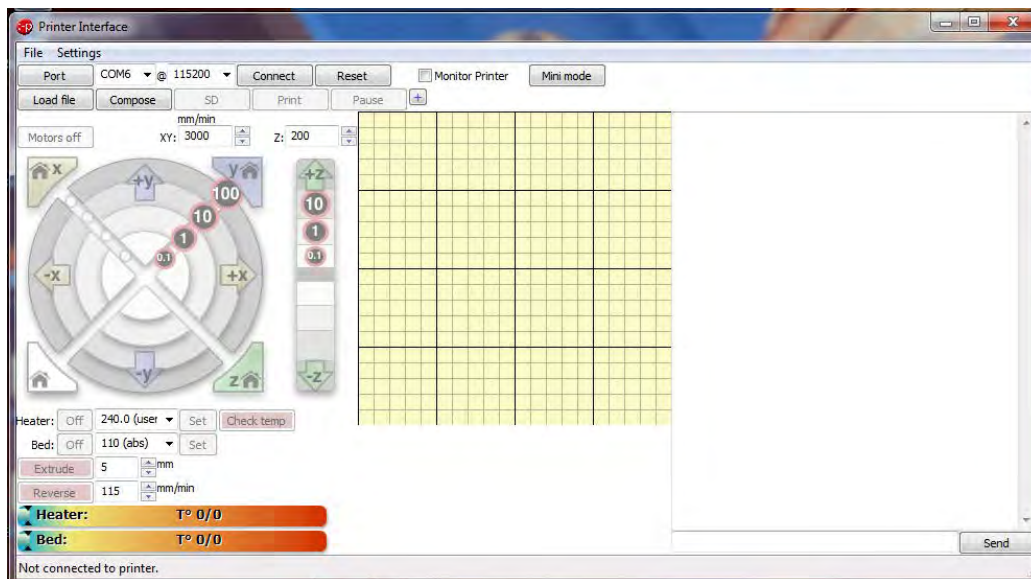 Printer Interface
File Settings
Port COM6 @ 115200 Connect Reset Monitor Printer Mini mode
Load file Compose SD Print Pause +
mm/min
Motors off XY: 3000 Z: 200
x y +y +z
100
10 10
1 1
0.1 0.1
-x +x
-y z -z
Heater: Off 240.0 (user Set Check temp
Bed: Off 110 (abs) Set
Extrude 5 mm
Reverse 115 mm/min
Heater: T° 0/0
Bed: T° 0/0
Send
Not connected to printer.